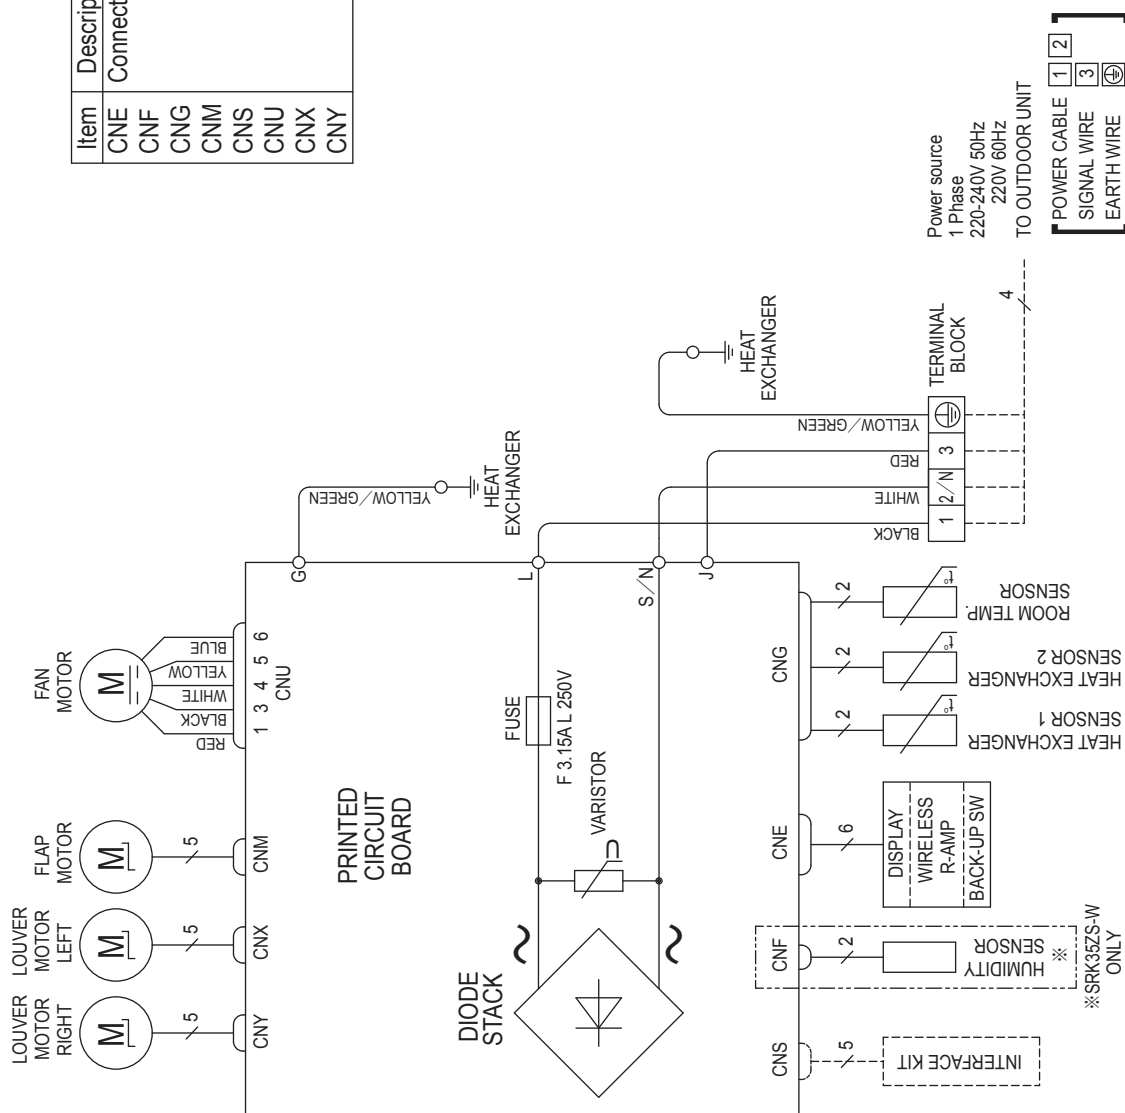 Item Descrip
CNE Connect
CNF
CNG
CNM
CNS
CNU
CNX
CNY
Power source
1 Phase
220-240V 50Hz
220V 60Hz
TO OUTDOOR UNIT
POWER CABLE 1 2
SIGNAL WIRE 3
EARTH WIRE
4
HEAT
EXCHANGER
TERMINAL
BLOCK
YELLOW/GREEN
RED
WHITE
BLACK
1 2/N 3
YELLOW/GREEN
HEAT
EXCHANGER
G
L
S/N
J
FAN
MOTOR
M
RED
BLACK
WHITE
YELLOW
BLUE
1 3 4 5 6
CNU
FLAP
MOTOR
M
5
CNM
LOUVER
MOTOR
LEFT
M
5
CNX
LOUVER
MOTOR
RIGHT
M
5
CNY
PRINTED
CIRCUIT
BOARD
FUSE
F 3.15A L 250V
VARISTOR
DIODE
STACK
CNG
2
t°
ROOM TEMP.
SENSOR
2
t°
HEAT EXCHANGER
SENSOR 2
2
t°
HEAT EXCHANGER
SENSOR 1
CNE
6
DISPLAY
WIRELESS
R-AMP
BACK-UP SW
CNF
2
HUMIDITY
SENSOR ※
※SRK35ZS-W
ONLY
CNS
5
INTERFACE KIT